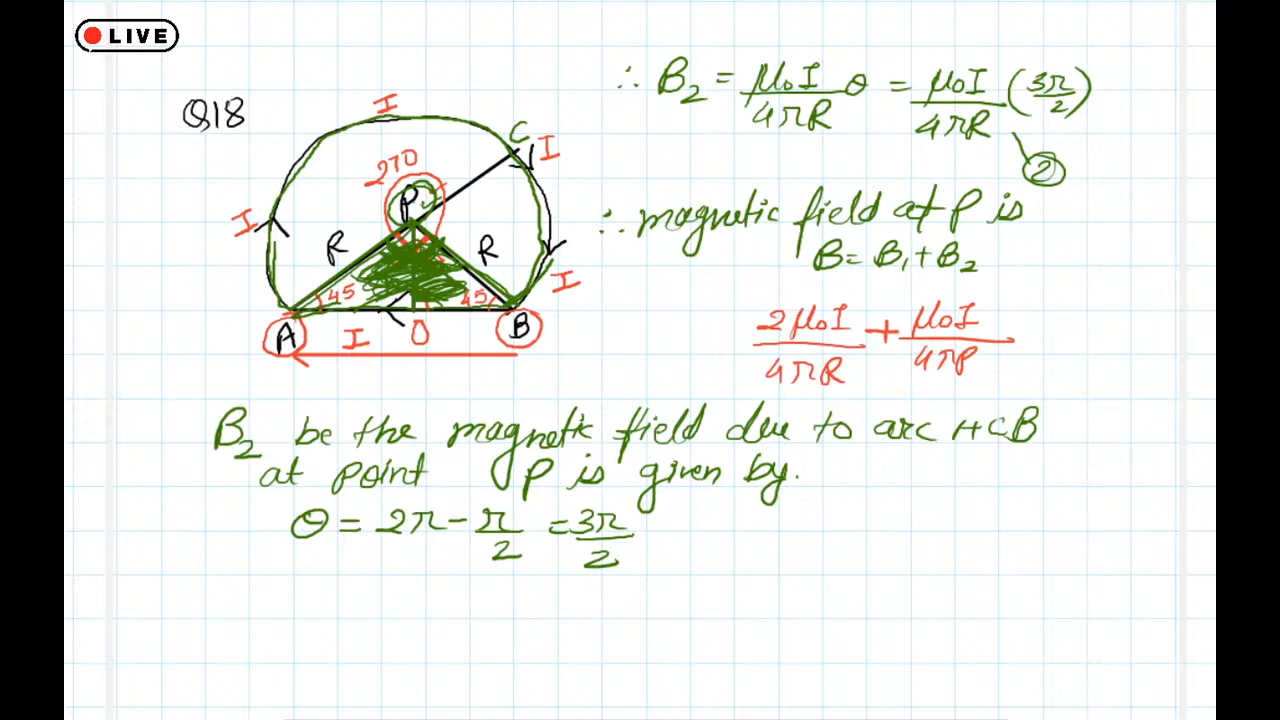 LIVE
Q18
I
C
I
270
P
I
R
R
45
45
I
A
I
O
B
∴ B₂ = μ₀I/4πR θ = μ₀I/4πR (3π/2)
②
∴ magnetic field at P is
B = B₁ + B₂
2μ₀I/4πR + μ₀I/4πR
B₂ be the magnetic field due to arc ACB
at point P is given by.
θ = 2π - π/2 = 3π/2